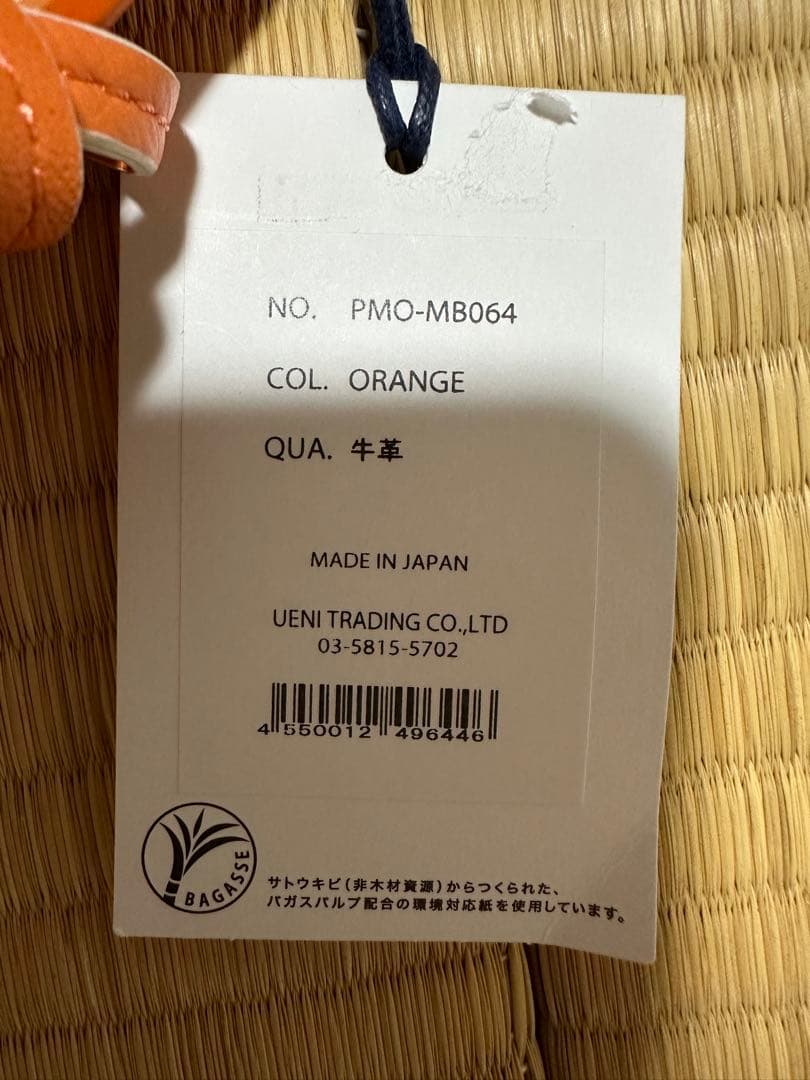 NO. PMO-MB064
COL. ORANGE
QUA. 牛革
MADE IN JAPAN
UENI TRADING CO.,LTD
03-5815-5702
4 550012 496446
BAGASSE
サトウキビ(非木材資源)からつくられた、
バガスパルプ配合の環境対応紙を使用しています。